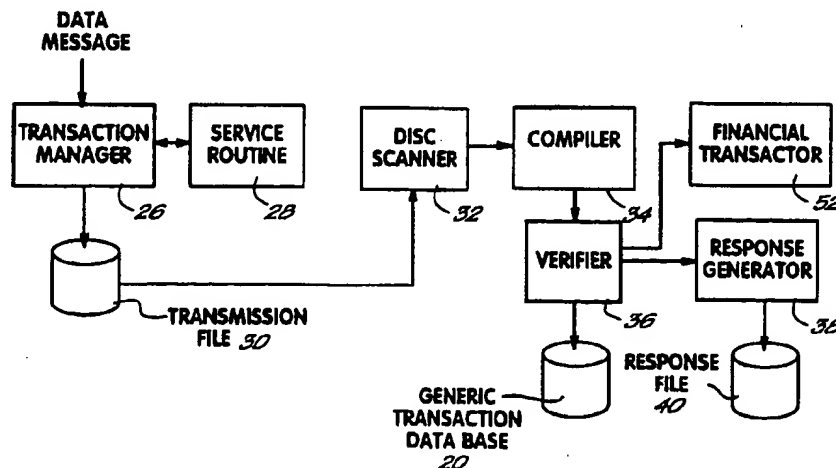 DATA
MESSAGE
TRANSACTION
MANAGER
26
SERVICE
ROUTINE
28
TRANSMISSION
FILE 30
DISC
SCANNER
32
COMPILER
34
VERIFIER
36
FINANCIAL
TRANSACTOR
52
RESPONSE
GENERATOR
38
GENERIC
TRANSACTION
DATA BASE
20
RESPONSE
FILE
40